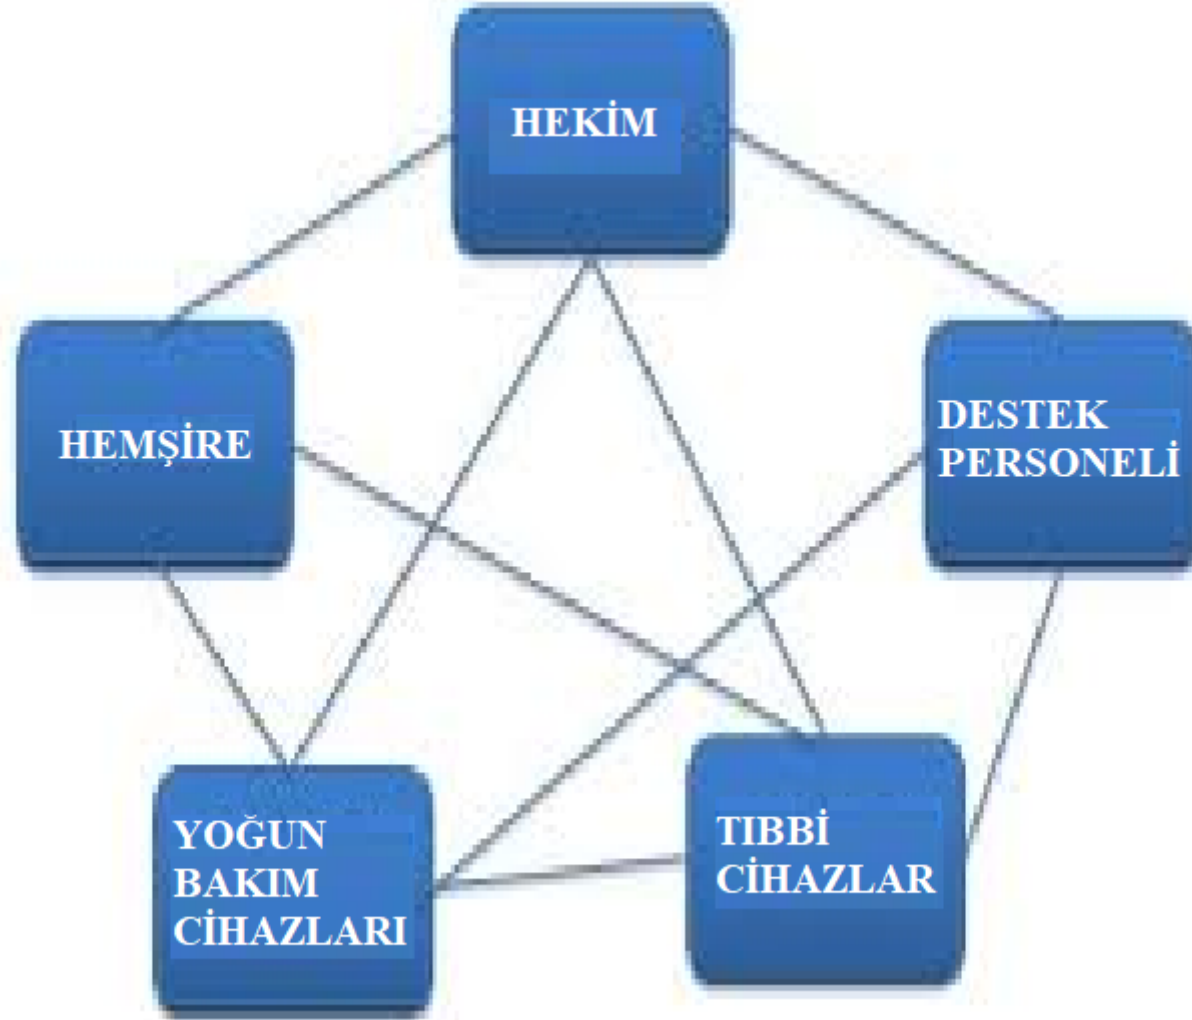 HEKİM
HEMŞİRE
DESTEK
PERSONELİ
YOĞUN
BAKIM
CİHAZLARI
TIBBİ
CİHAZLAR